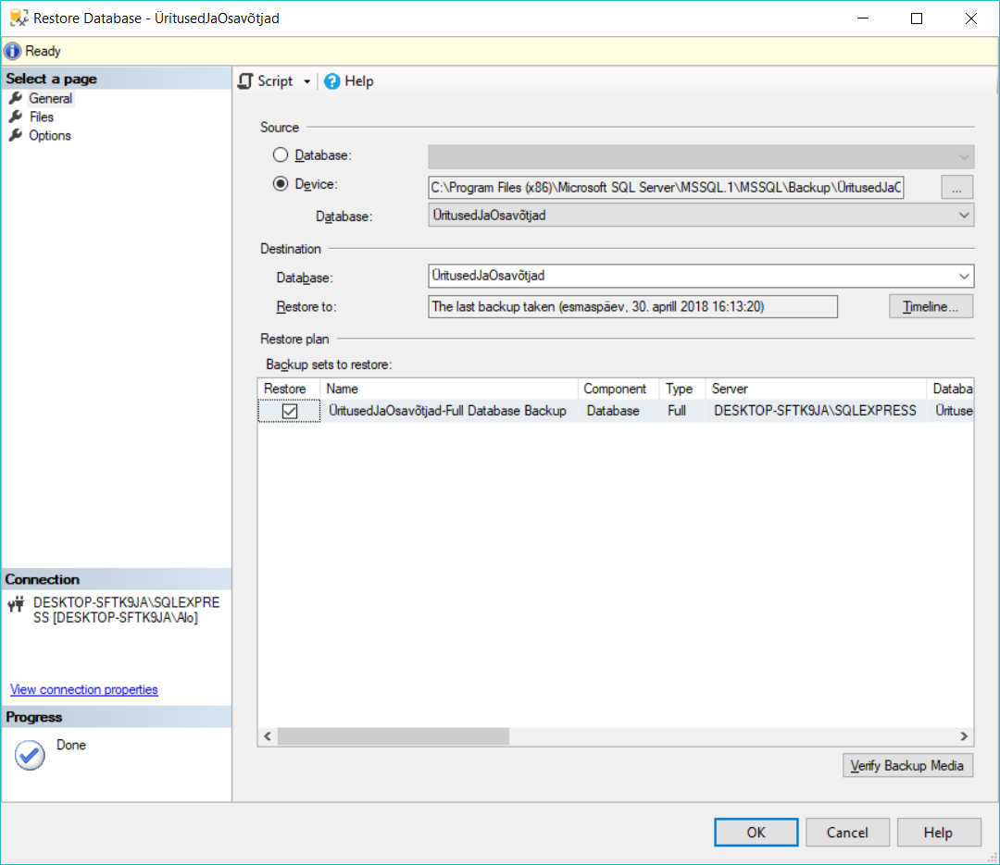 Restore Database - ÜritusedJaOsavõtjad
Ready
Select a page
General
Files
Options
Script
Help
Source
Database:
Device:
C:\Program Files (x86)\Microsoft SQL Server\MSSQL.1\MSSQL\Backup\ÜritusedJaC
...
Database:
ÜritusedJaOsavõtjad
Destination
Database:
ÜritusedJaOsavõtjad
Restore to:
The last backup taken (esmaspäev, 30. aprill 2018 16:13:20)
Timeline...
Restore plan
Backup sets to restore:
Restore Name Component Type Server Databa
ÜritusedJaOsavõtjad-Full Database Backup Database Full DESKTOP-SFTK9JA\SQLEXPRESS Ürituse
Connection
DESKTOP-SFTK9JA\SQLEXPRE
SS [DESKTOP-SFTK9JA\Alo]
View connection properties
Progress
Done
Verify Backup Media
OK
Cancel
Help